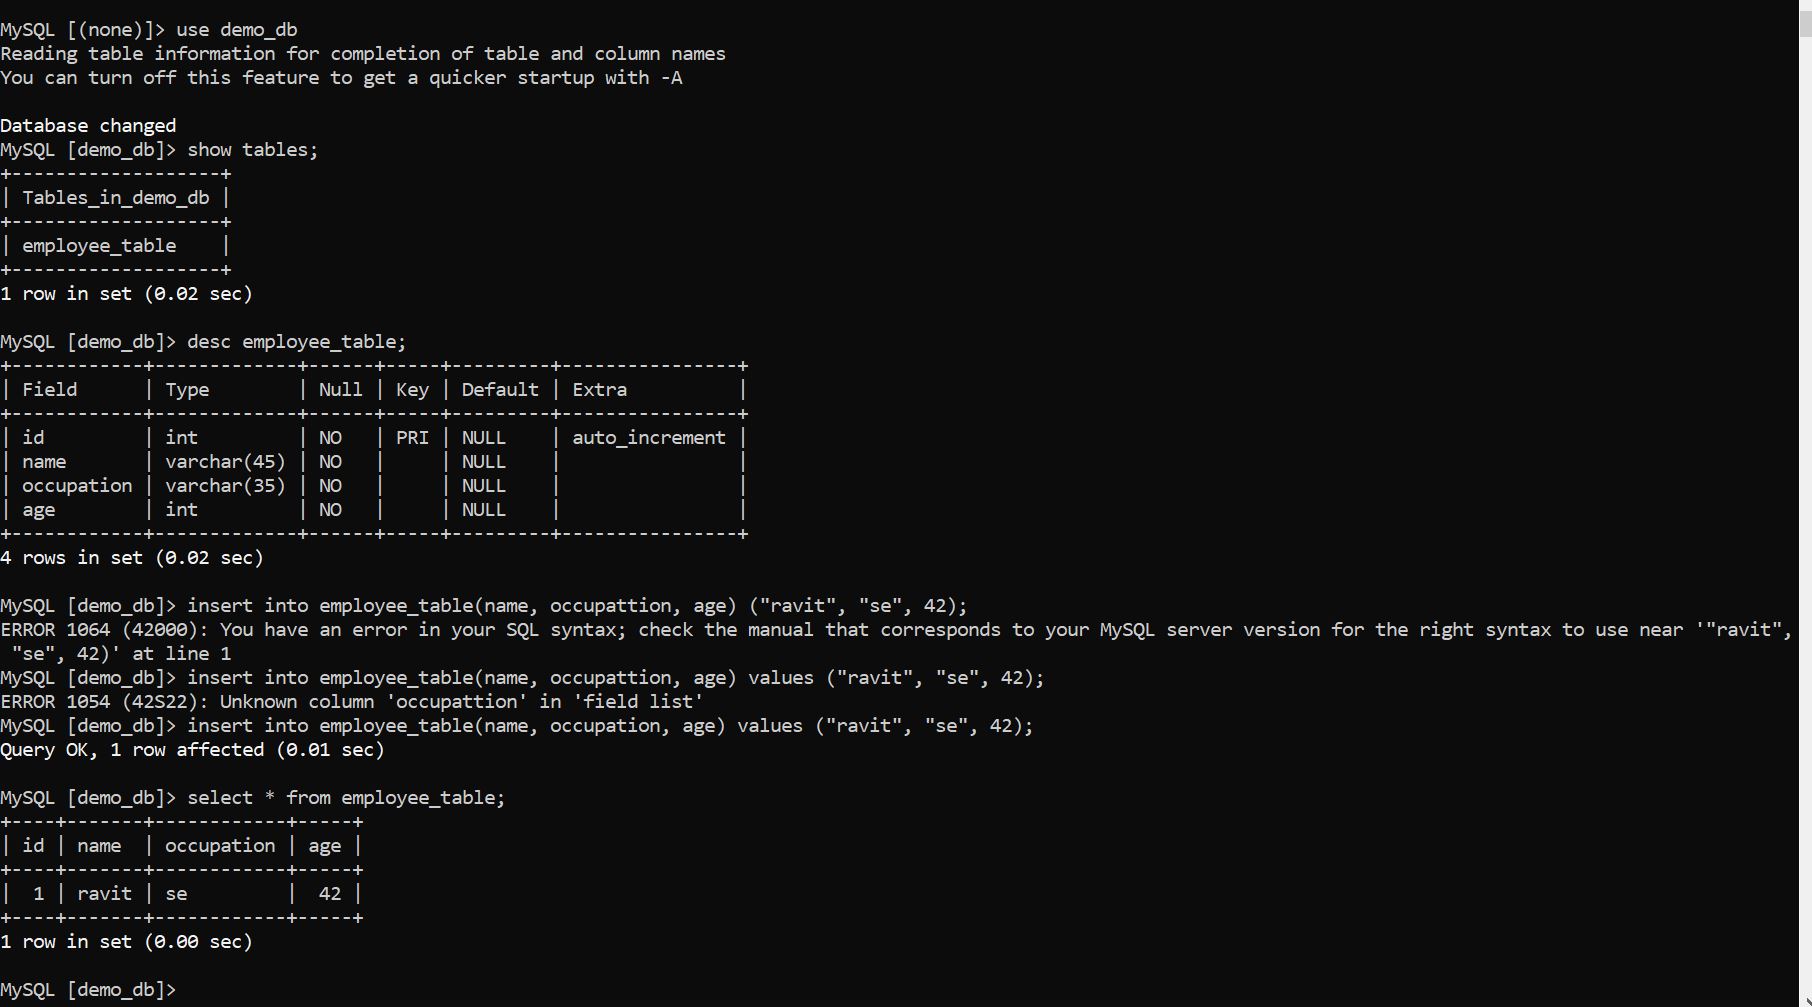 MySQL [(none)]> use demo_db
Reading table information for completion of table and column names
You can turn off this feature to get a quicker startup with -A

Database changed
MySQL [demo_db]> show tables;
+-------------------+
| Tables_in_demo_db |
+-------------------+
| employee_table    |
+-------------------+
1 row in set (0.02 sec)

MySQL [demo_db]> desc employee_table;
+------------+-------------+------+-----+---------+----------------+
| Field      | Type        | Null | Key | Default | Extra          |
+------------+-------------+------+-----+---------+----------------+
| id         | int         | NO   | PRI | NULL    | auto_increment |
| name       | varchar(45) | NO   |     | NULL    |                |
| occupation | varchar(35) | NO   |     | NULL    |                |
| age        | int         | NO   |     | NULL    |                |
+------------+-------------+------+-----+---------+----------------+
4 rows in set (0.02 sec)

MySQL [demo_db]> insert into employee_table(name, occupattion, age) ("ravit", "se", 42);
ERROR 1064 (42000): You have an error in your SQL syntax; check the manual that corresponds to your MySQL server version for the right syntax to use near '"ravit",
 "se", 42)' at line 1
MySQL [demo_db]> insert into employee_table(name, occupattion, age) values ("ravit", "se", 42);
ERROR 1054 (42S22): Unknown column 'occupattion' in 'field list'
MySQL [demo_db]> insert into employee_table(name, occupation, age) values ("ravit", "se", 42);
Query OK, 1 row affected (0.01 sec)

MySQL [demo_db]> select * from employee_table;
+----+-------+------------+-----+
| id | name  | occupation | age |
+----+-------+------------+-----+
|  1 | ravit | se         |  42 |
+----+-------+------------+-----+
1 row in set (0.00 sec)

MySQL [demo_db]>